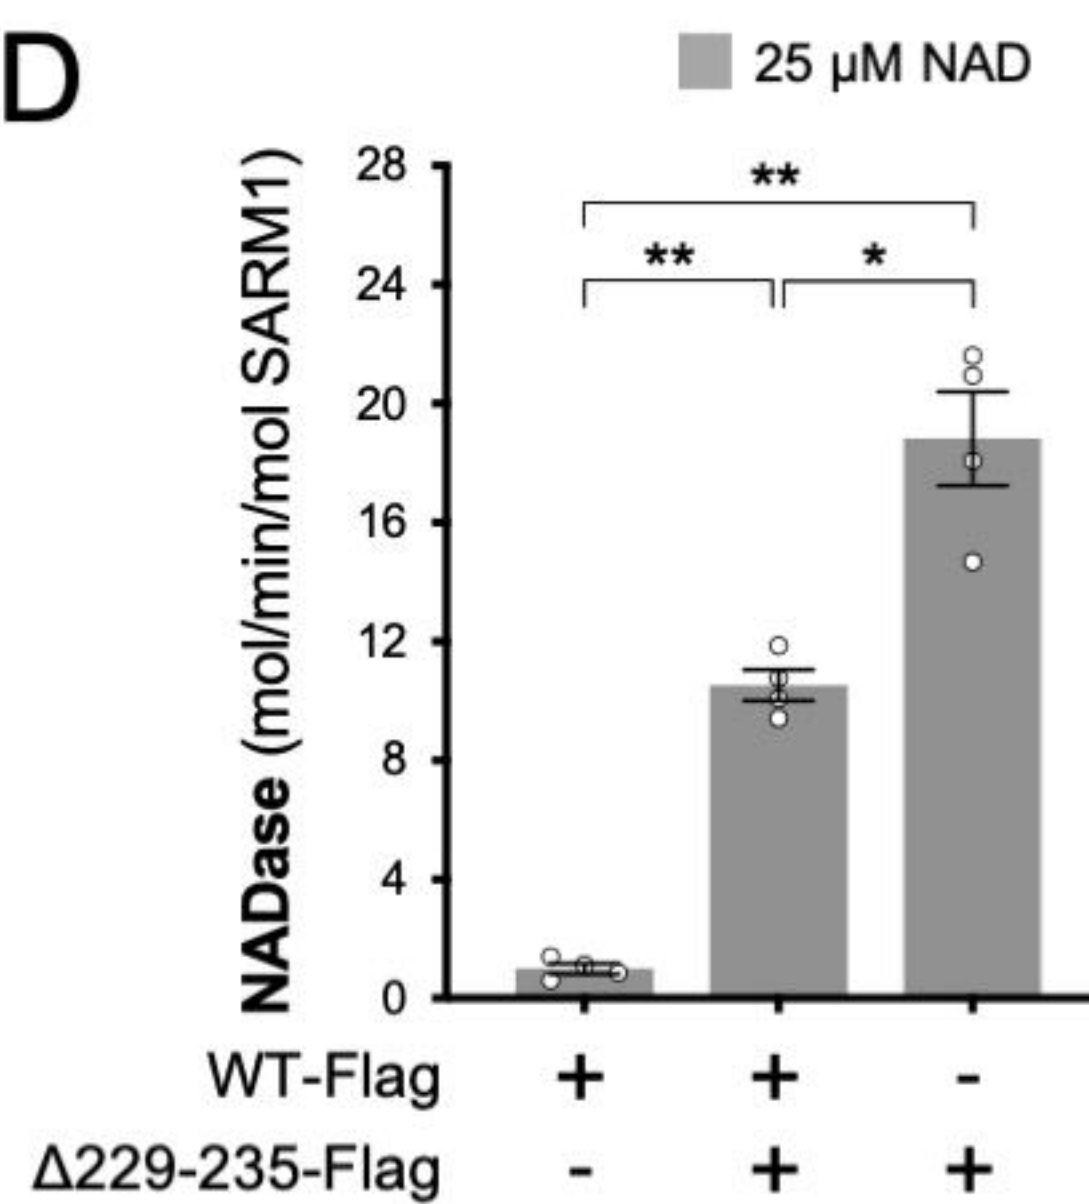 D
25 µM NAD
NADase (mol/min/mol SARM1)
28
24
20
16
12
8
4
0
**
** *
WT-Flag + + -
Δ229-235-Flag - + +